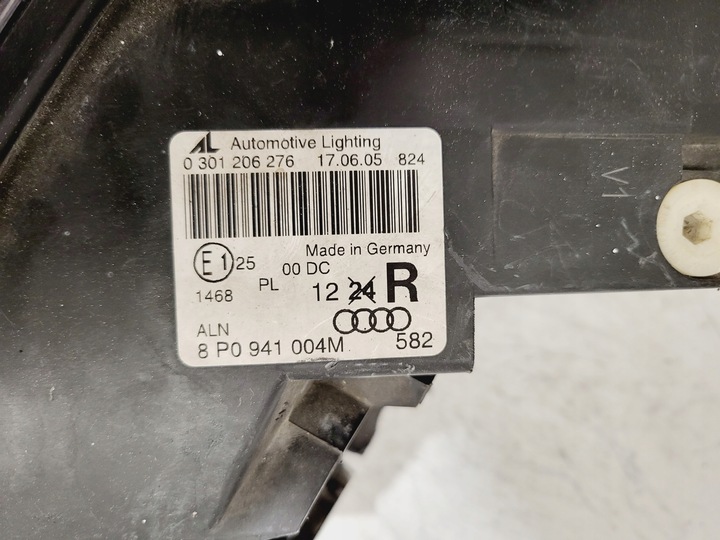 AL Automotive Lighting
0 301 206 276 17.06.05 824
Made in Germany
E1 25 00 DC
1468 PL 12 24 R
ALN
8 P0 941 004M 582
V1